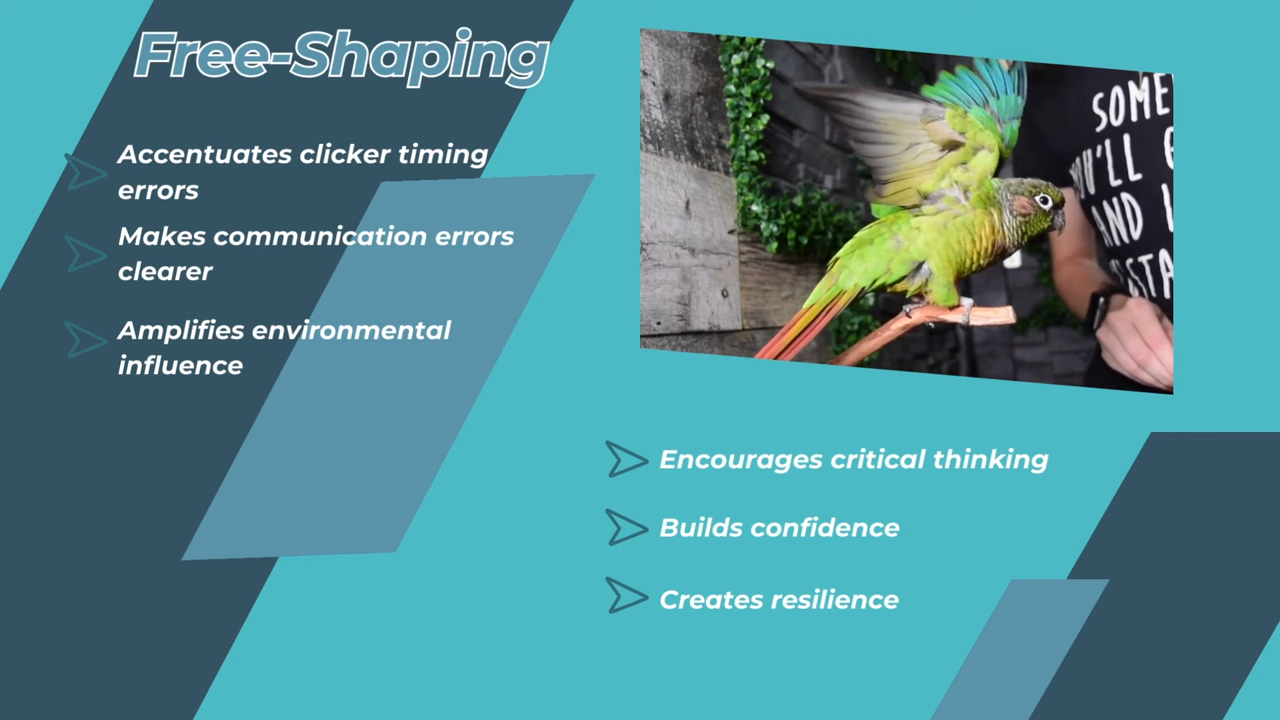 Free-Shaping
Accentuates clicker timing
errors
Makes communication errors
clearer
Amplifies environmental
influence
SOME
AND
Encourages critical thinking
Builds confidence
Creates resilience